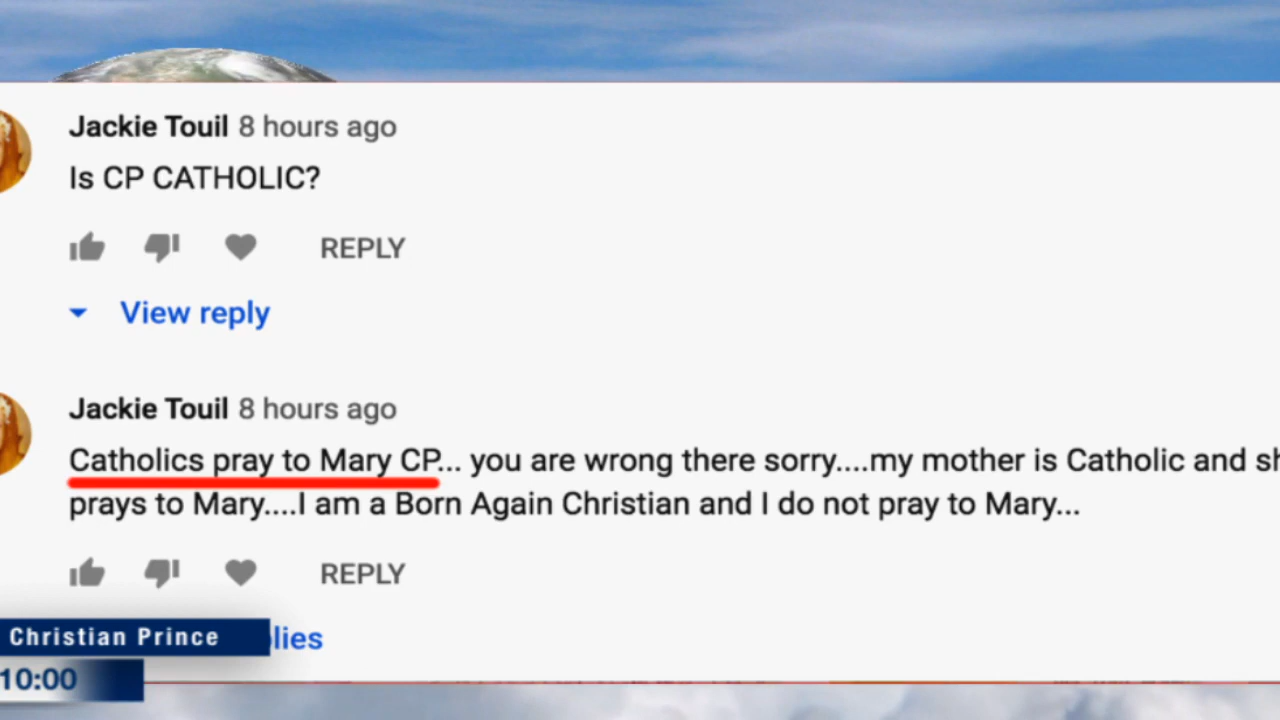 Jackie Touil 8 hours ago
Is CP CATHOLIC?
REPLY
View reply
Jackie Touil 8 hours ago
Catholics pray to Mary CP... you are wrong there sorry....my mother is Catholic and sh
prays to Mary....I am a Born Again Christian and I do not pray to Mary...
REPLY
Christian Prince
lies
10:00